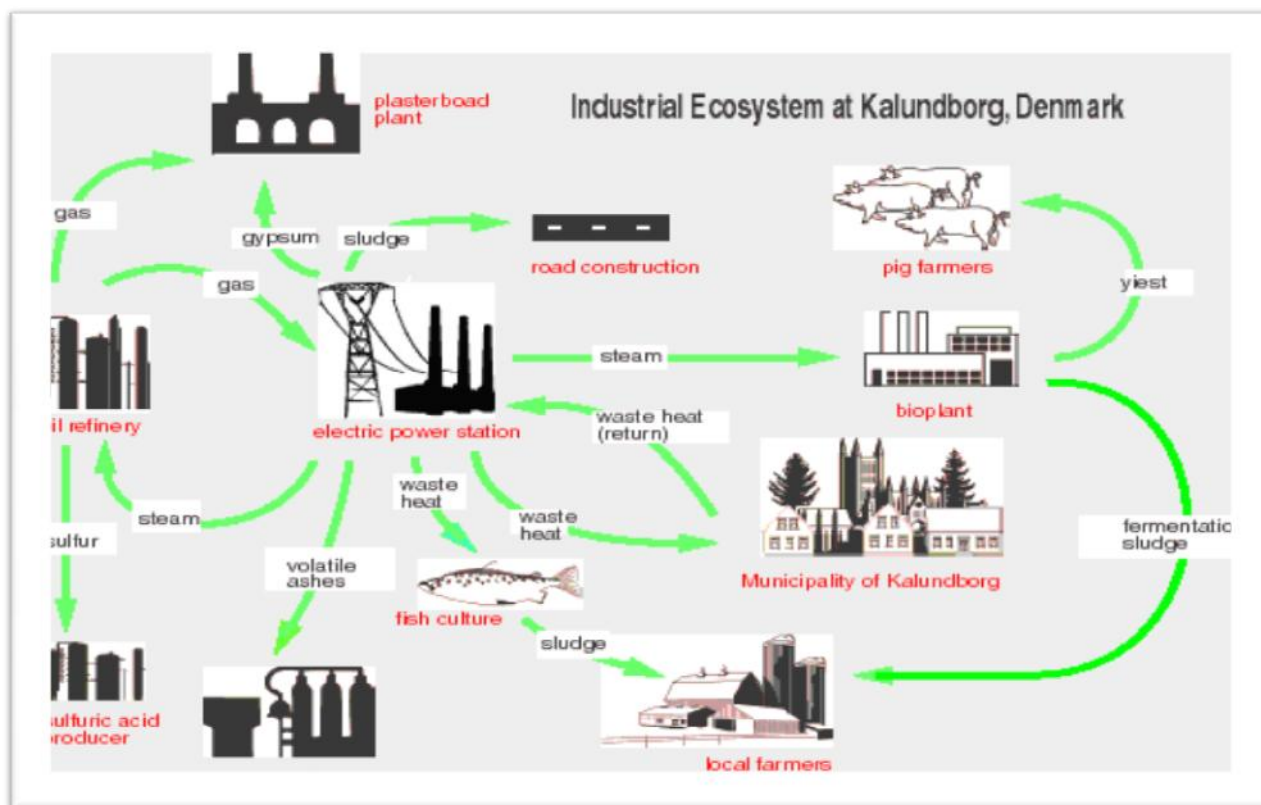 Industrial Ecosystem at Kalundborg, Denmark
plasterboad
plant
gas
gypsum
sludge
road construction
pig farmers
gas
yiest
steam
il refinery
electric power station
waste heat
(return)
bioplant
steam
waste
heat
waste
heat
fermentatic
sludge
sulfur
volatile
ashes
Municipality of Kalundborg
fish culture
sludge
sulfuric acid
producer
local farmers